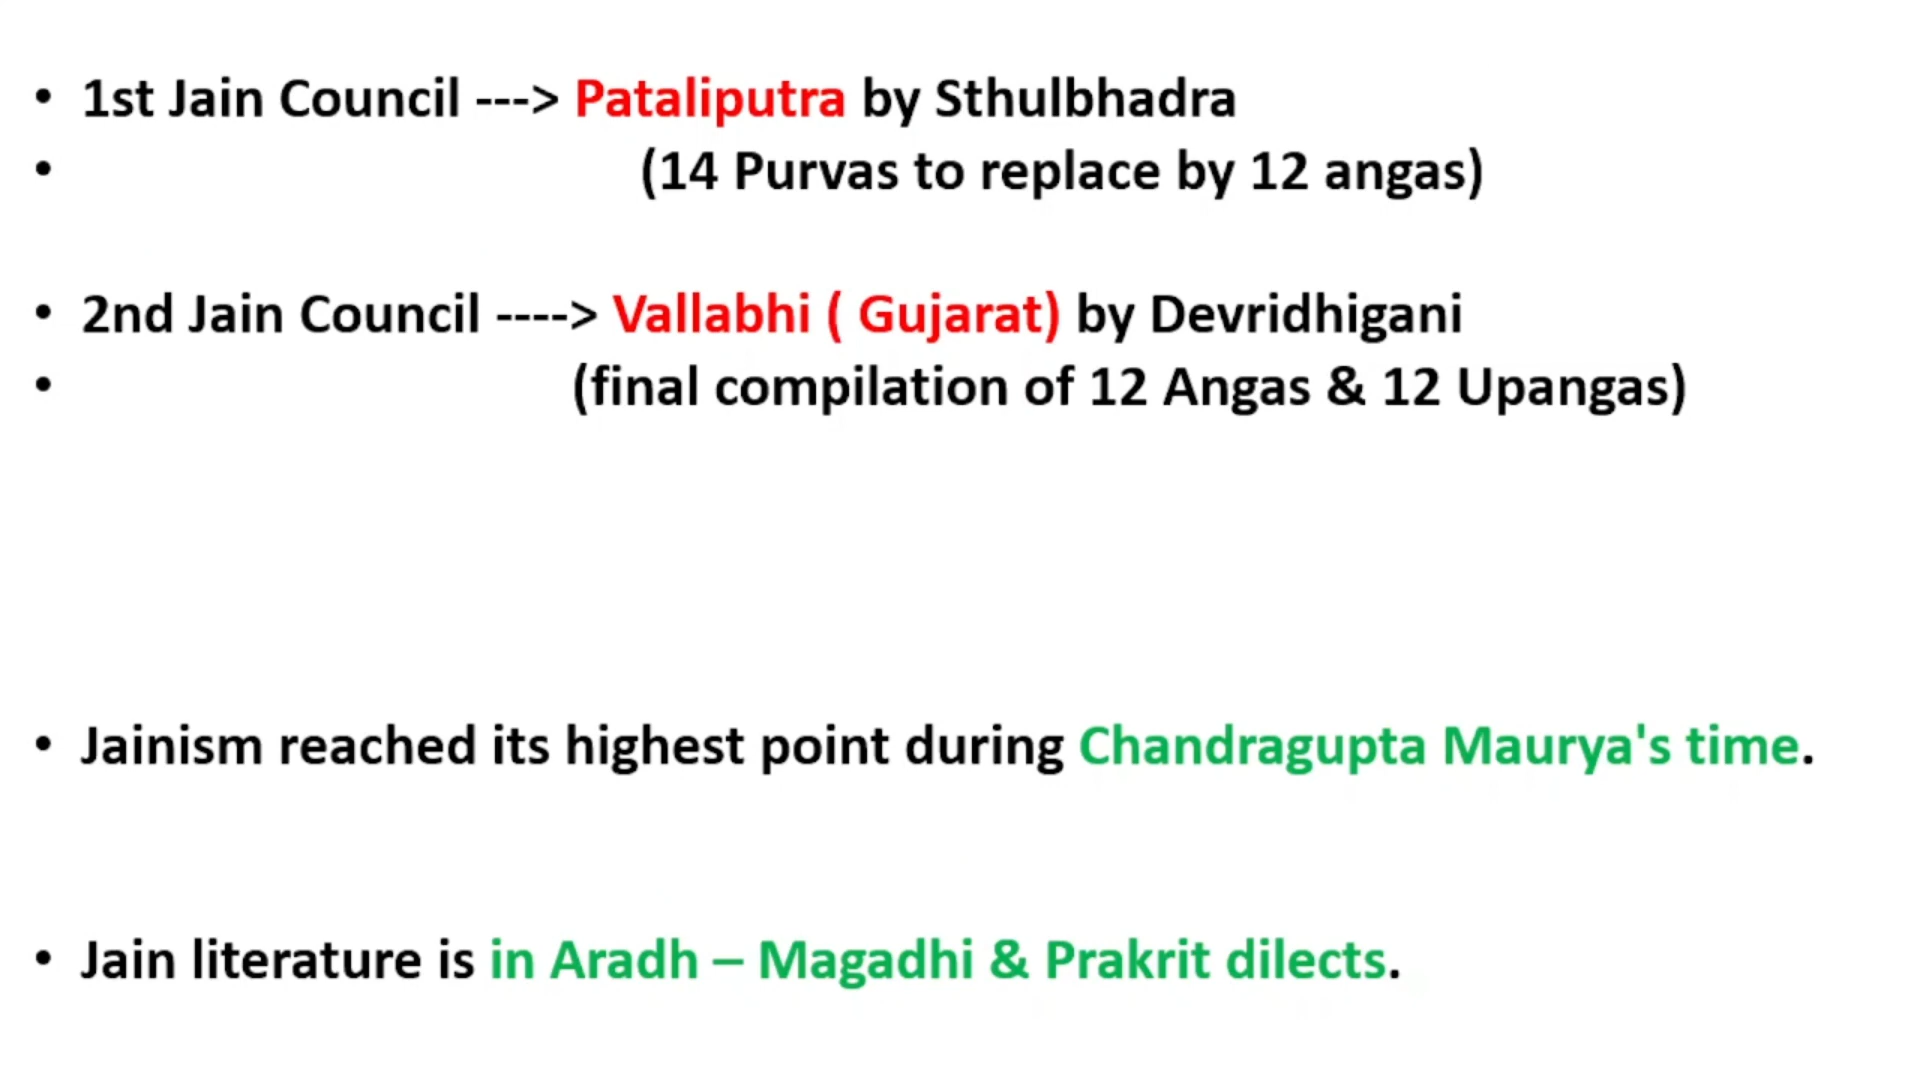 • 1st Jain Council ---> Pataliputra by Sthulbhadra
• (14 Purvas to replace by 12 angas)
• 2nd Jain Council ----> Vallabhi ( Gujarat) by Devridhigani
• (final compilation of 12 Angas & 12 Upangas)
• Jainism reached its highest point during Chandragupta Maurya's time.
• Jain literature is in Aradh – Magadhi & Prakrit dilects.